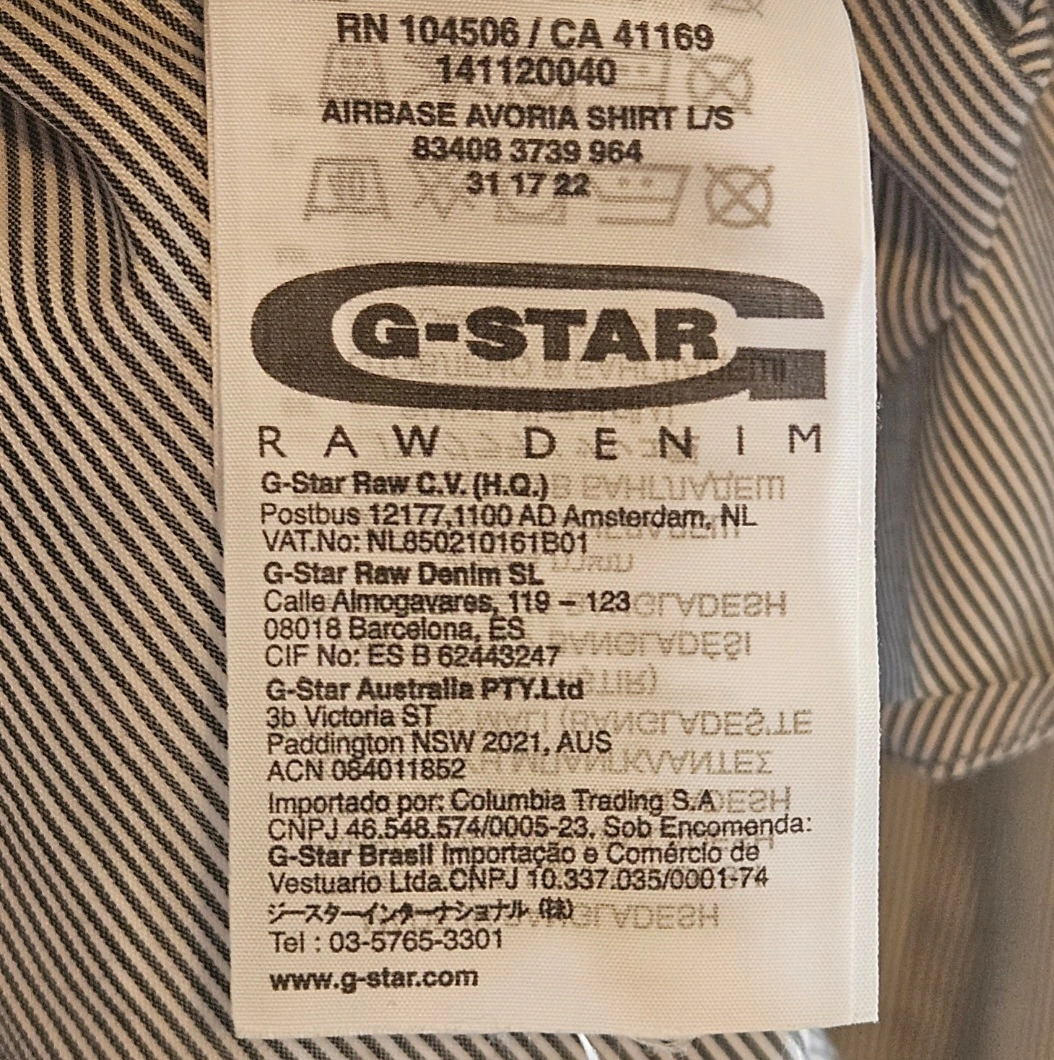 RN 104506 / CA 41169
141120040
AIRBASE AVORIA SHIRT L/S
83408 3739 964
31 17 22
G-STAR
RAW DENIM
G-Star Raw C.V. (H.Q.)
Postbus 12177,1100 AD Amsterdam, NL
VAT.No: NL850210161B01
G-Star Raw Denim SL
Calle Almogavares, 119 – 123
08018 Barcelona, ES
CIF No: ES B 62443247
G-Star Australia PTY.Ltd
3b Victoria ST
Paddington NSW 2021, AUS
ACN 084011852
Importado por: Columbia Trading S.A
CNPJ 46.548.574/0005-23, Sob Encomenda:
G-Star Brasil Importação e Comércio de
Vestuario Ltda.CNPJ 10.337.035/0001-74
ジースターインターナショナル (株)
Tel : 03-5765-3301
www.g-star.com